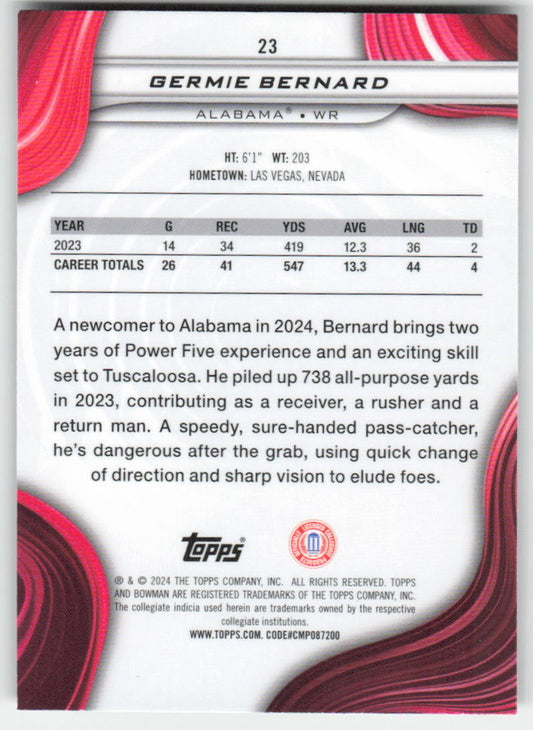 23
GERMIE BERNARD
ALABAMA® • WR
HT: 6'1" WT: 203
HOMETOWN: LAS VEGAS, NEVADA
YEAR G REC YDS AVG LNG TD
2023 14 34 419 12.3 36 2
CAREER TOTALS 26 41 547 13.3 44 4
A newcomer to Alabama in 2024, Bernard brings two
years of Power Five experience and an exciting skill
set to Tuscaloosa. He piled up 738 all-purpose yards
in 2023, contributing as a receiver, a rusher and a
return man. A speedy, sure-handed pass-catcher,
he's dangerous after the grab, using quick change
of direction and sharp vision to elude foes.
topps®
OFFICIALLY LICENSED COLLEGIATE PRODUCTS
® & © 2024 THE TOPPS COMPANY, INC. ALL RIGHTS RESERVED. TOPPS
AND BOWMAN ARE REGISTERED TRADEMARKS OF THE TOPPS COMPANY, INC.
The collegiate indicia used herein are trademarks owned by the respective
collegiate institutions.
WWW.TOPPS.COM. CODE#CMP087200